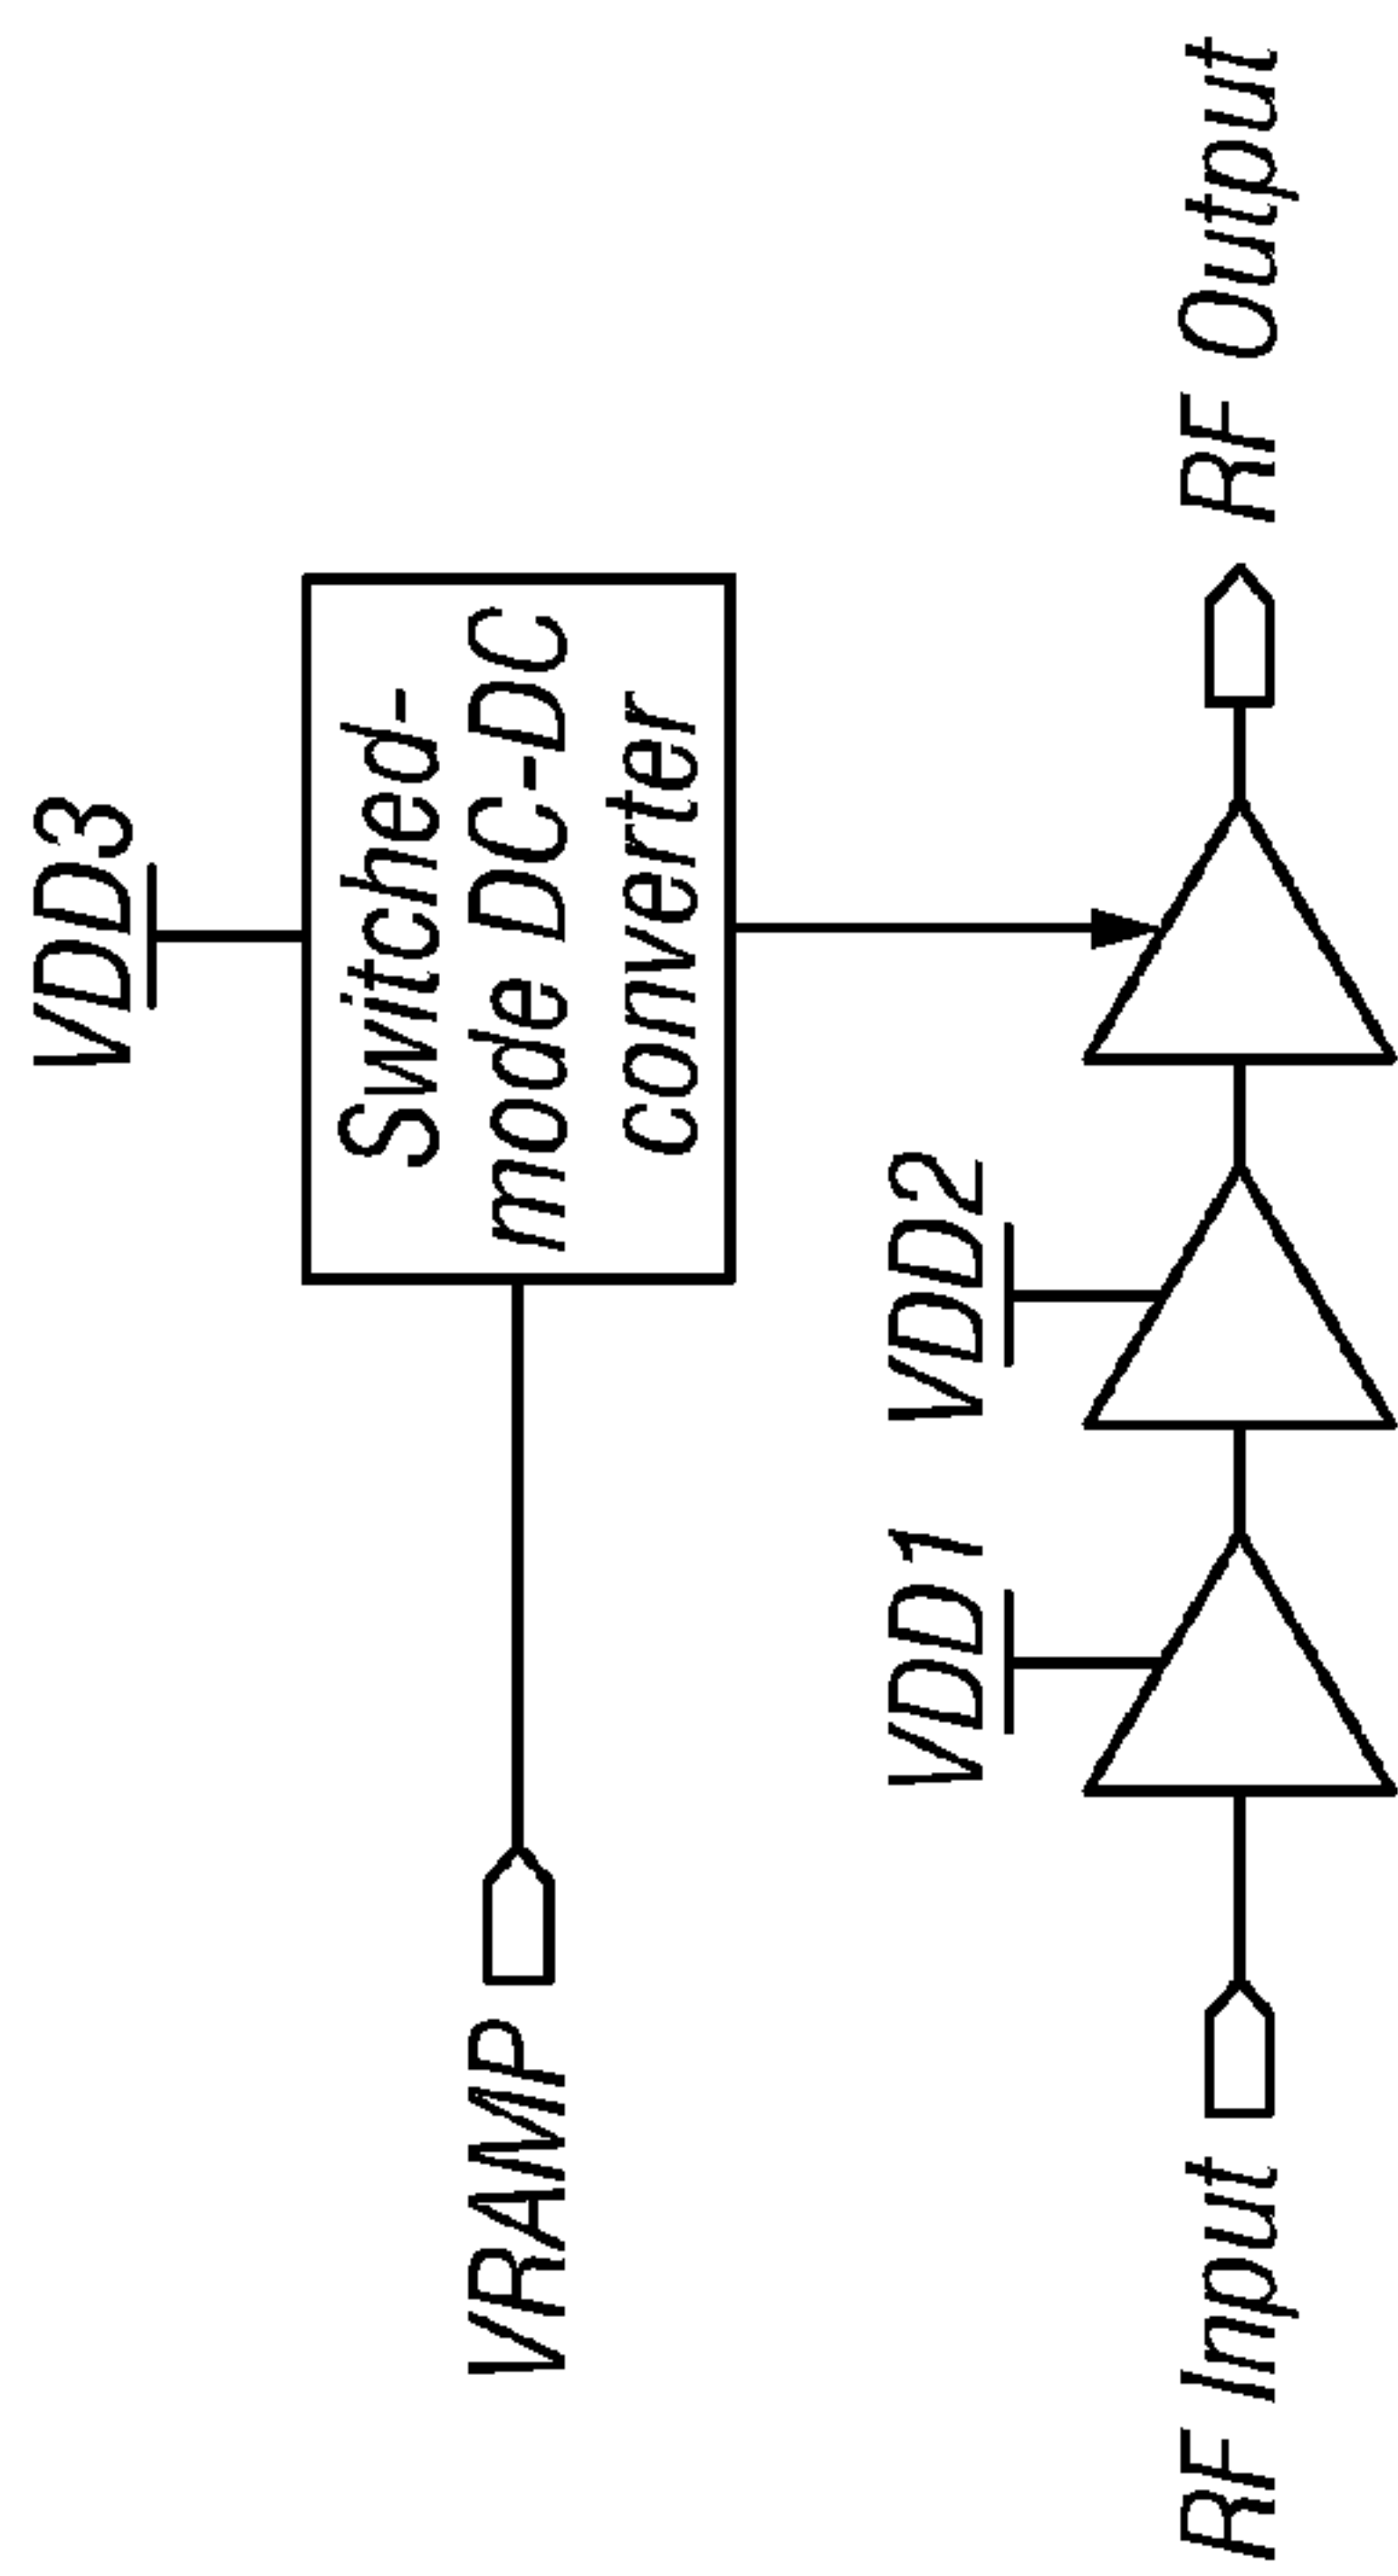 VDD3
Switched-
mode DC-DC
converter
VRAMP
VDD1
VDD2
RF Input
RF Output